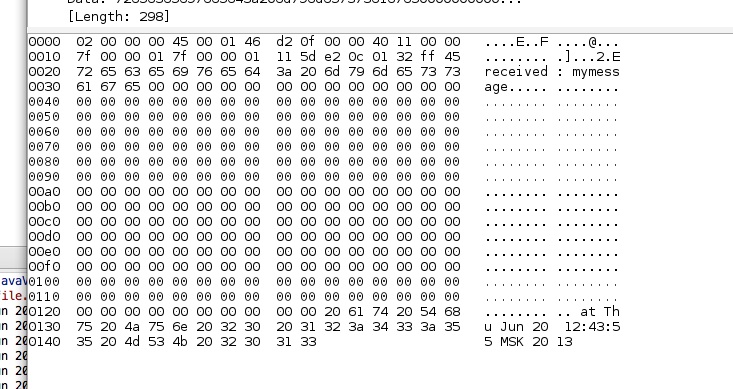 Data:
[Length: 298]
0000 02 00 00 00 45 00 01 46 d2 0f 00 00 40 11 00 00 ....E..F ....@...
0010 7f 00 00 01 7f 00 00 01 11 5d e2 0c 01 32 ff 45 ........ .]...2.E
0020 72 65 63 65 69 76 65 64 3a 20 6d 79 6d 65 73 73 received : mymess
0030 61 67 65 00 00 00 00 00 00 00 00 00 00 00 00 00 age..... ........
0040 00 00 00 00 00 00 00 00 00 00 00 00 00 00 00 00 ........ ........
0050 00 00 00 00 00 00 00 00 00 00 00 00 00 00 00 00 ........ ........
0060 00 00 00 00 00 00 00 00 00 00 00 00 00 00 00 00 ........ ........
0070 00 00 00 00 00 00 00 00 00 00 00 00 00 00 00 00 ........ ........
0080 00 00 00 00 00 00 00 00 00 00 00 00 00 00 00 00 ........ ........
0090 00 00 00 00 00 00 00 00 00 00 00 00 00 00 00 00 ........ ........
00a0 00 00 00 00 00 00 00 00 00 00 00 00 00 00 00 00 ........ ........
00b0 00 00 00 00 00 00 00 00 00 00 00 00 00 00 00 00 ........ ........
00c0 00 00 00 00 00 00 00 00 00 00 00 00 00 00 00 00 ........ ........
00d0 00 00 00 00 00 00 00 00 00 00 00 00 00 00 00 00 ........ ........
00e0 00 00 00 00 00 00 00 00 00 00 00 00 00 00 00 00 ........ ........
00f0 00 00 00 00 00 00 00 00 00 00 00 00 00 00 00 00 ........ ........
0100 00 00 00 00 00 00 00 00 00 00 00 00 00 00 00 00 ........ ........
0110 00 00 00 00 00 00 00 00 00 00 00 00 00 00 00 00 ........ ........
0120 00 00 00 00 00 00 00 00 00 00 20 61 74 20 54 68 ........ .. at Th
0130 75 20 4a 75 6e 20 32 30 20 31 32 3a 34 33 3a 35 u Jun 20  12:43:5
0140 35 20 4d 53 4b 20 32 30 31 33 5 MSK 20 13
avaV
file.
n 20
n 20
n 20
n 20
n 20
n 20